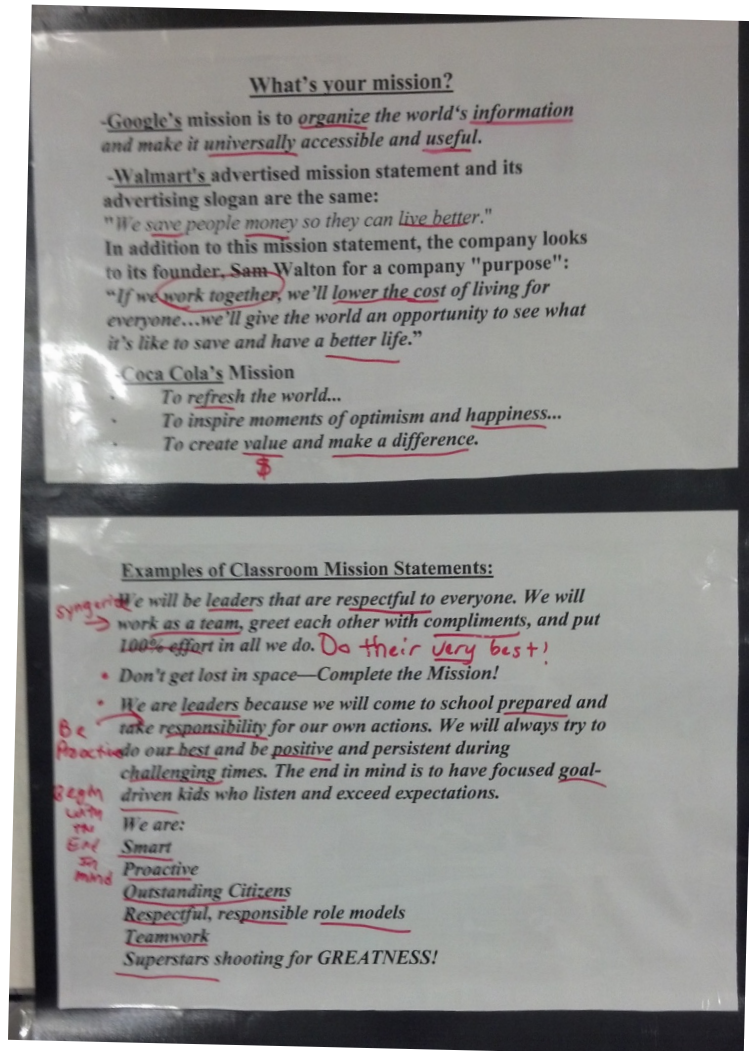 What's your mission?
-Google's mission is to organize the world's information
and make it universally accessible and useful.
-Walmart's advertised mission statement and its
advertising slogan are the same:
"We save people money so they can live better."
In addition to this mission statement, the company looks
to its founder, Sam Walton for a company "purpose":
"If we work together, we'll lower the cost of living for
everyone...we'll give the world an opportunity to see what
it's like to save and have a better life."
-Coca Cola's Mission
· To refresh the world...
· To inspire moments of optimism and happiness...
· To create value and make a difference.
$
Examples of Classroom Mission Statements:
We will be leaders that are respectful to everyone. We will
work as a team, greet each other with compliments, and put
100% effort in all we do. Do their very best!
• Don't get lost in space—Complete the Mission!
• We are leaders because we will come to school prepared and
Be
take responsibility for our own actions. We will always try to
Proactive
do our best and be positive and persistent during
challenging times. The end in mind is to have focused goal-
driven kids who listen and exceed expectations.
Begin
with
the
End
In
mind
We are:
Smart
Proactive
Outstanding Citizens
Respectful, responsible role models
Teamwork
Superstars shooting for GREATNESS!